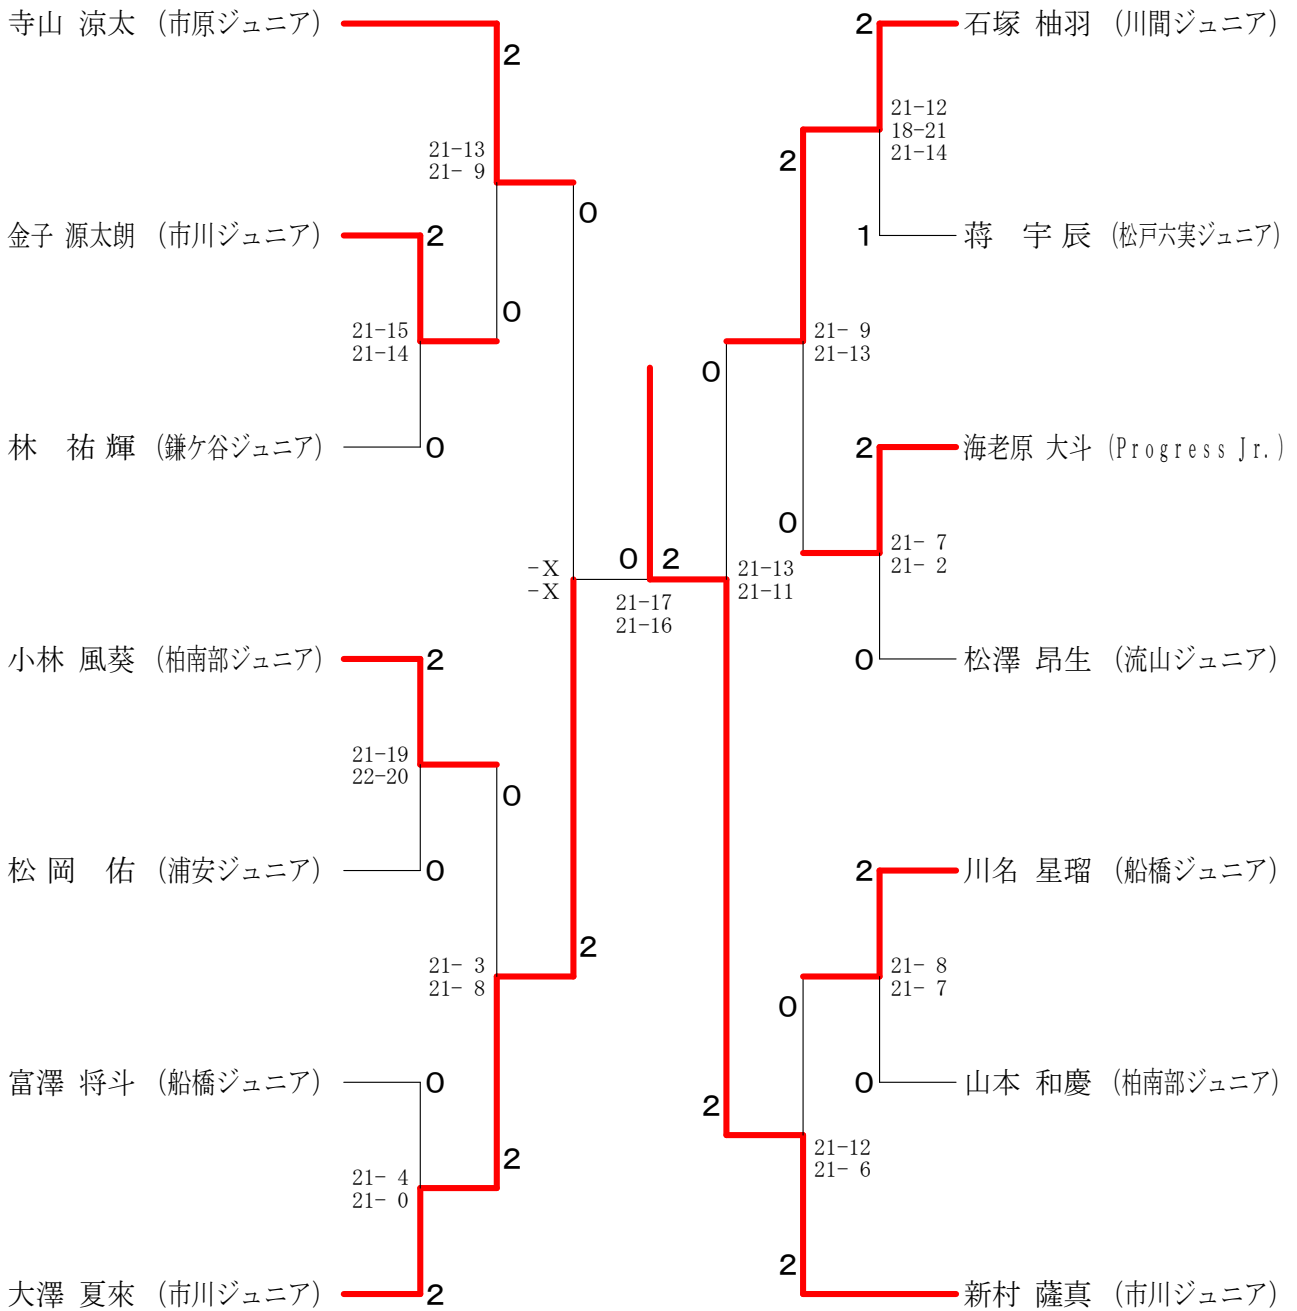 寺山 涼太 (市原ジュニア)
2
21-13
21- 9
0
金子 源太朗 (市川ジュニア)
2
0
21-15
21-14
林 祐輝 (鎌ケ谷ジュニア)
0
-X
-X
小林 風葵 (柏南部ジュニア)
2
21-19
22-20
0
松岡 佑 (浦安ジュニア)
0
2
21- 3
21- 8
富澤 将斗 (船橋ジュニア)
0
2
21- 4
21- 0
大澤 夏來 (市川ジュニア)
2
0 2
21-17
21-16
2 石塚 柚羽 (川間ジュニア)
21-12
18-21
21-14
2
1 蒋 宇辰 (松戸六実ジュニア)
21- 9
21-13
0
2 海老原 大斗 (Progress Jr.)
0
21- 7
21- 2
21-13
21-11
0 松澤 昂生 (流山ジュニア)
2 川名 星瑠 (船橋ジュニア)
21- 8
21- 7
0
0 山本 和慶 (柏南部ジュニア)
2
21-12
21- 6
2
新村 薩真 (市川ジュニア)